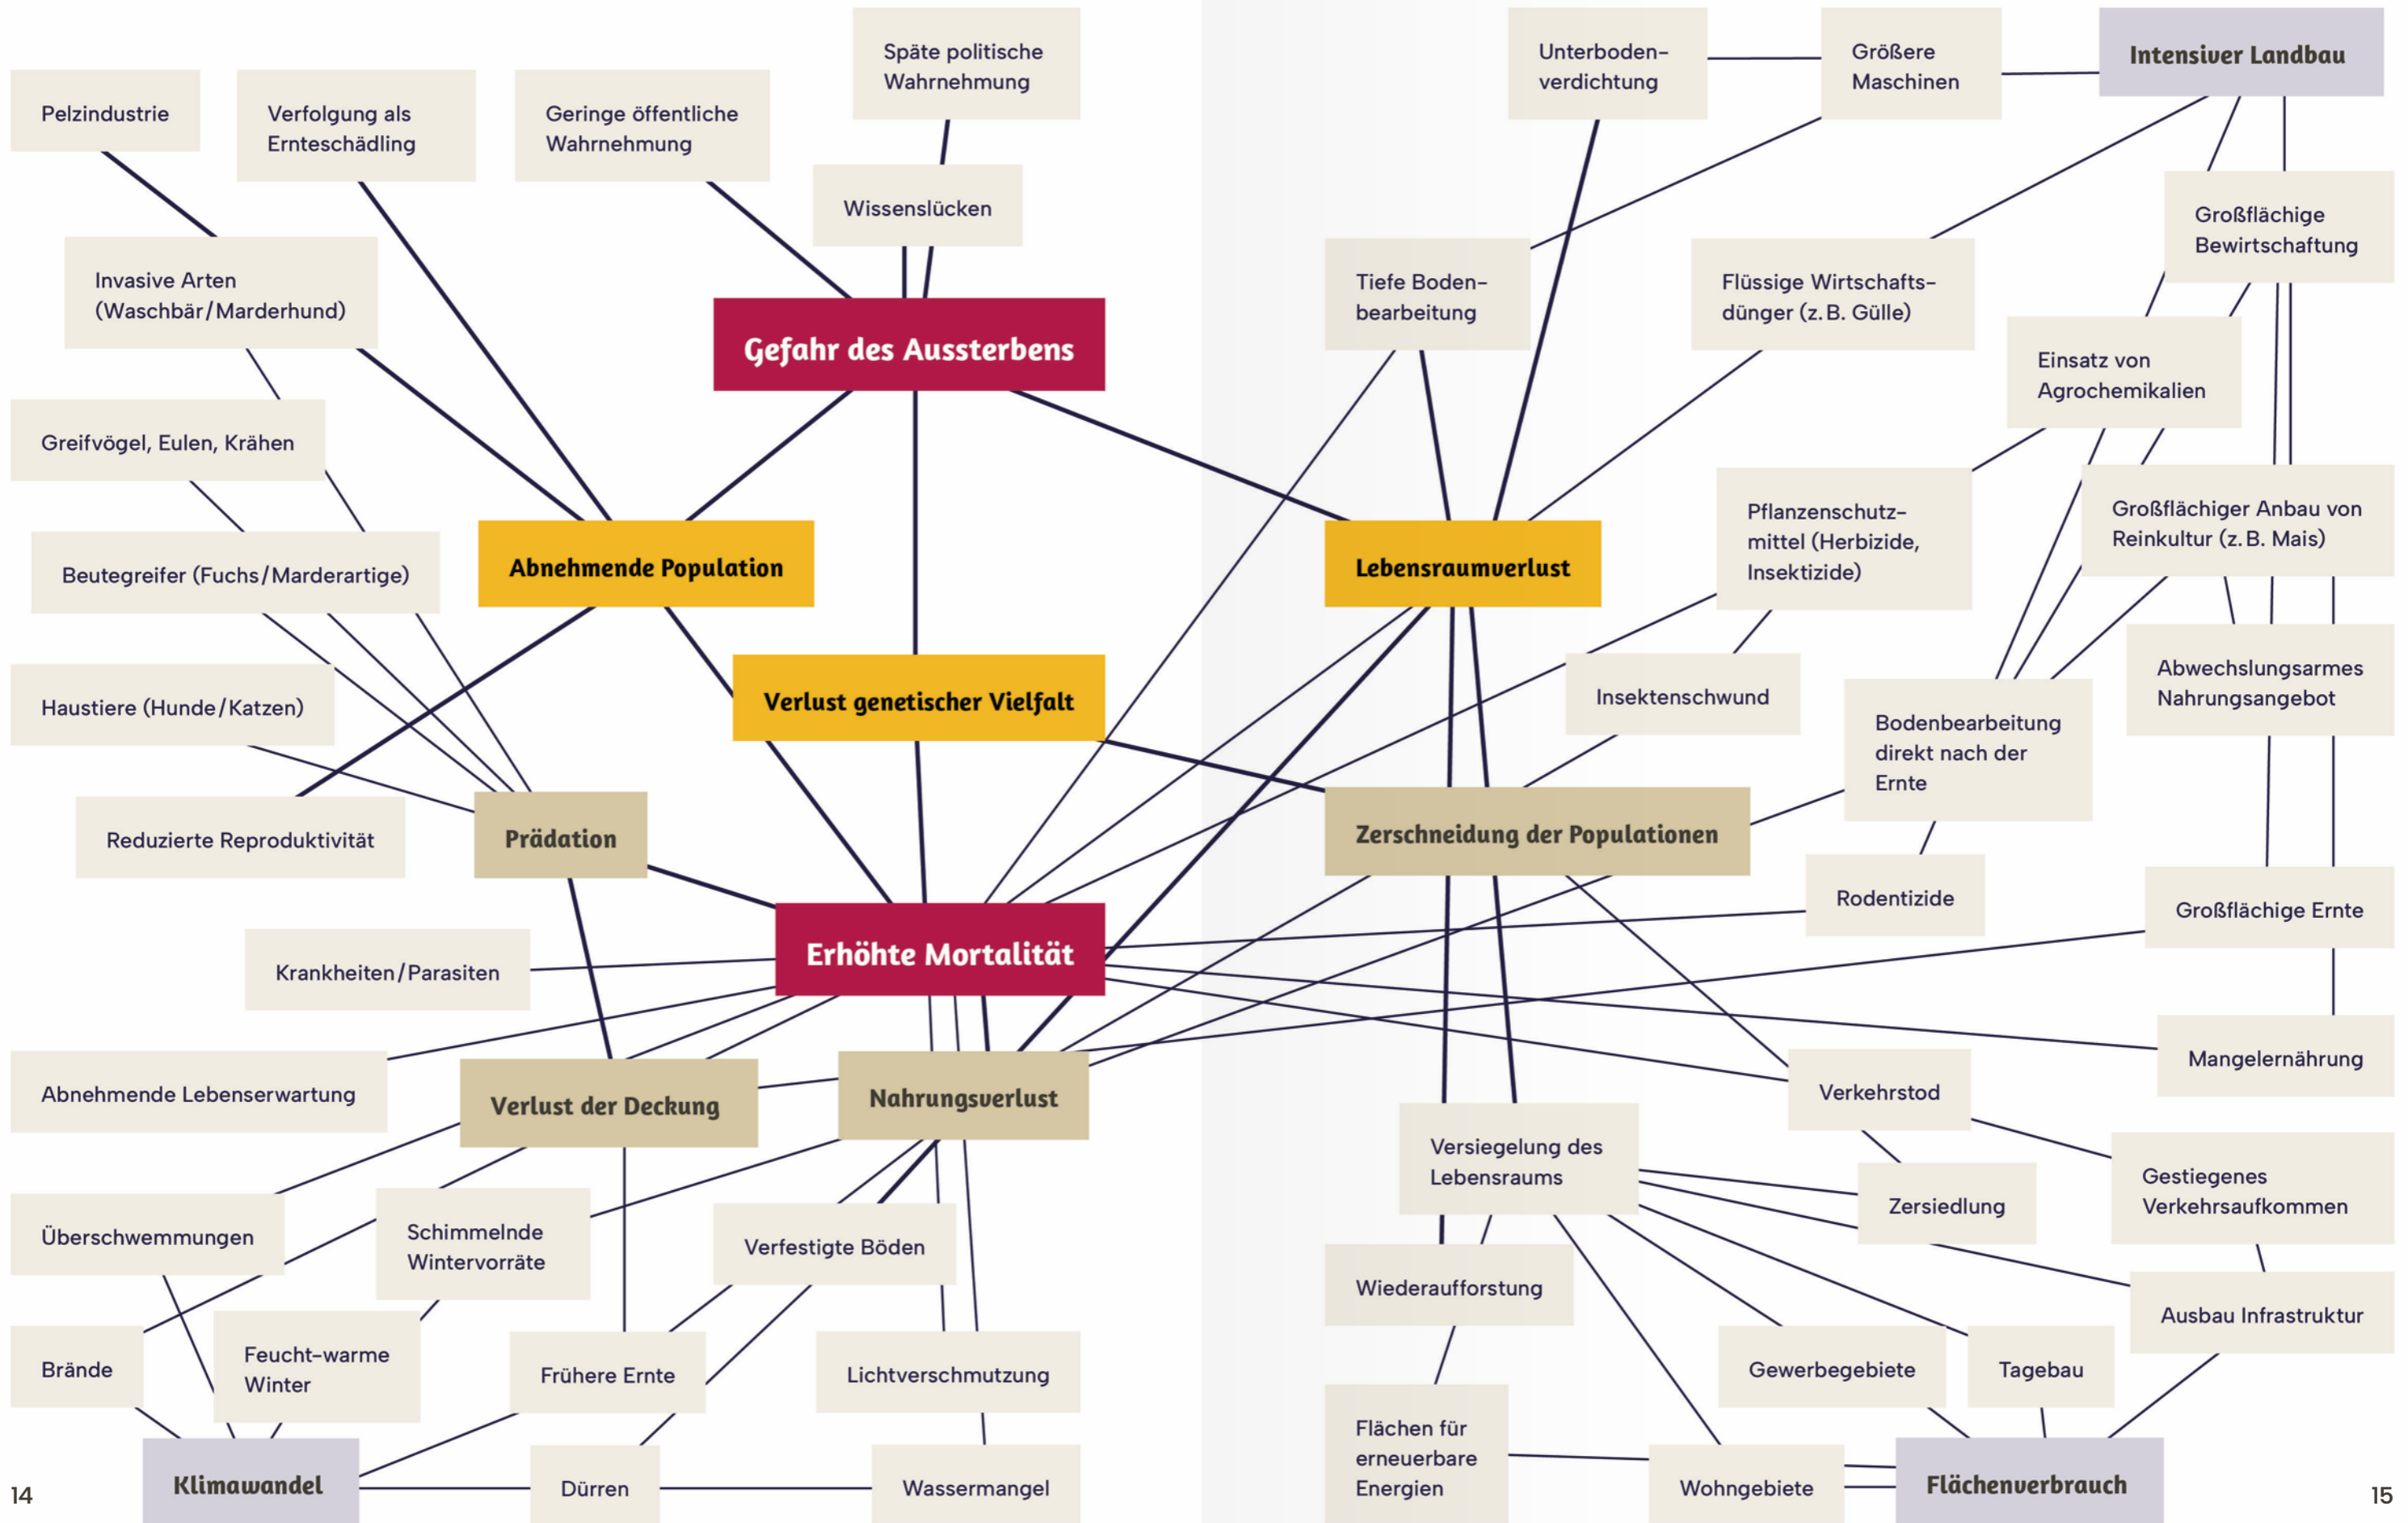 Späte politische
Wahrnehmung
Unterboden-
verdichtung
Größere
Maschinen
Intensiver Landbau
Pelzindustrie
Verfolgung als
Ernteschädling
Geringe öffentliche
Wahrnehmung
Wissenslücken
Großflächige
Bewirtschaftung
Invasive Arten
(Waschbär/Marderhund)
Gefahr des Aussterbens
Tiefe Boden-
bearbeitung
Flüssige Wirtschafts-
dünger (z.B. Gülle)
Einsatz von
Agrochemikalien
Greifvögel, Eulen, Krähen
Pflanzenschutz-
mittel (Herbizide,
Insektizide)
Großflächiger Anbau von
Reinkultur (z.B. Mais)
Beutegreifer (Fuchs/Marderartige)
Abnehmende Population
Lebensraumverlust
Haustiere (Hunde/Katzen)
Verlust genetischer Vielfalt
Insektenschwund
Abwechslungsarmes
Nahrungsangebot
Bodenbearbeitung
direkt nach der
Ernte
Reduzierte Reproduktivität
Prädation
Zerschneidung der Populationen
Rodentizide
Großflächige Ernte
Krankheiten/Parasiten
Erhöhte Mortalität
Mangelernährung
Abnehmende Lebenserwartung
Verlust der Deckung
Nahrungsverlust
Verkehrstod
Versiegelung des
Lebensraums
Zersiedlung
Gestiegenes
Verkehrsaufkommen
Überschwemmungen
Schimmelnde
Wintervorräte
Verfestigte Böden
Wiederaufforstung
Ausbau Infrastruktur
Brände
Feucht-warme
Winter
Frühere Ernte
Lichtverschmutzung
Gewerbegebiete
Tagebau
Flächen für
erneuerbare
Energien
14
Klimawandel
Dürren
Wassermangel
Wohngebiete
Flächenverbrauch
15